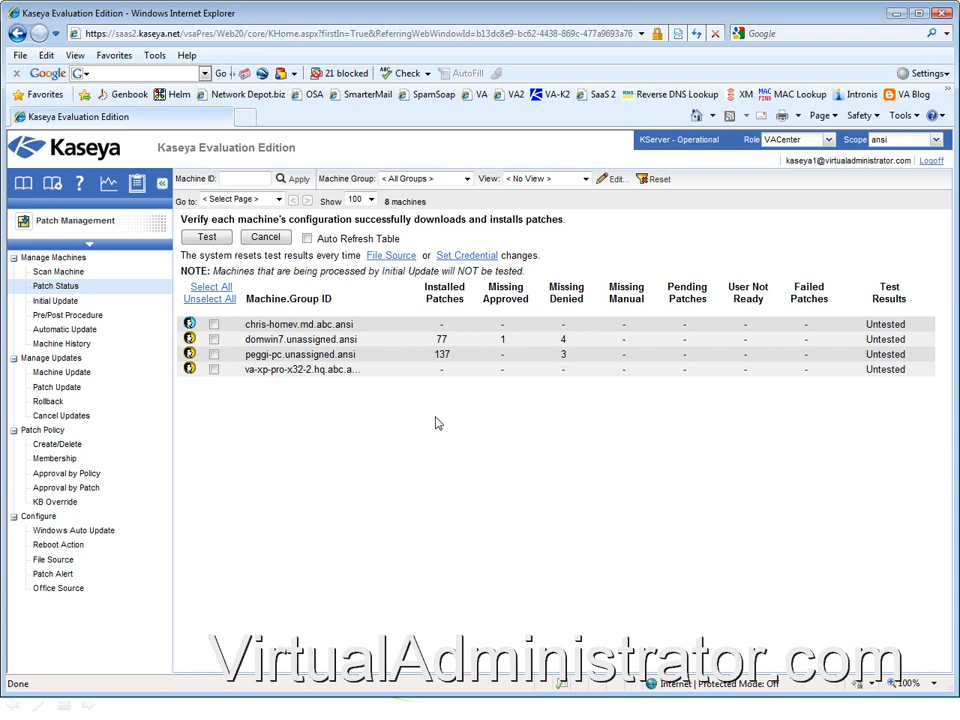 Kaseya Evaluation Edition - Windows Internet Explorer
https://saas2.kaseya.net/vsaPres/Web20/core/KHome.aspx?firstIn=True&ReferringWebWindowId=b13dc8e9-bc62-4438-869c-477a9693a76 Google
File Edit View Favorites Tools Help
Google G Go 21 blocked Check AutoFill Settings
Favorites Genbook Helm Network Depot.biz OSA SmarterMail SpamSoap VA VA2 VA-K2 SaaS 2 Reverse DNS Lookup XM MAC Lookup Intronis VA Blog
Kaseya Evaluation Edition Page Safety Tools
Kaseya Kaseya Evaluation Edition KServer - Operational Role VACenter Scope ansi
kaseya1@virtualadministrator.com Logoff
Machine ID: Apply Machine Group: < All Groups > View: < No View > Edit... Reset
Go to: < Select Page > < > Show 100 8 machines
Patch Management
Manage Machines
Scan Machine
Patch Status
Initial Update
Pre/Post Procedure
Automatic Update
Machine History
Manage Updates
Machine Update
Patch Update
Rollback
Cancel Updates
Patch Policy
Create/Delete
Membership
Approval by Policy
Approval by Patch
KB Override
Configure
Windows Auto Update
Reboot Action
File Source
Patch Alert
Office Source
Verify each machine's configuration successfully downloads and installs patches.
Test Cancel Auto Refresh Table
The system resets test results every time File Source or Set Credential changes.
NOTE: Machines that are being processed by Initial Update will NOT be tested.
Select All Installed Missing Missing Missing Pending User Not Failed Test
Unselect All Machine.Group ID Patches Approved Denied Manual Patches Ready Patches Results
chris-homev.md.abc.ansi - - - - - - - Untested
domwin7.unassigned.ansi 77 1 4 - - - - Untested
peggi-pc.unassigned.ansi 137 - 3 - - - - Untested
va-xp-pro-x32-2.hq.abc.a... - - - - - - - Untested
VirtualAdministrator.com
Done Internet | Protected Mode: Off 100%